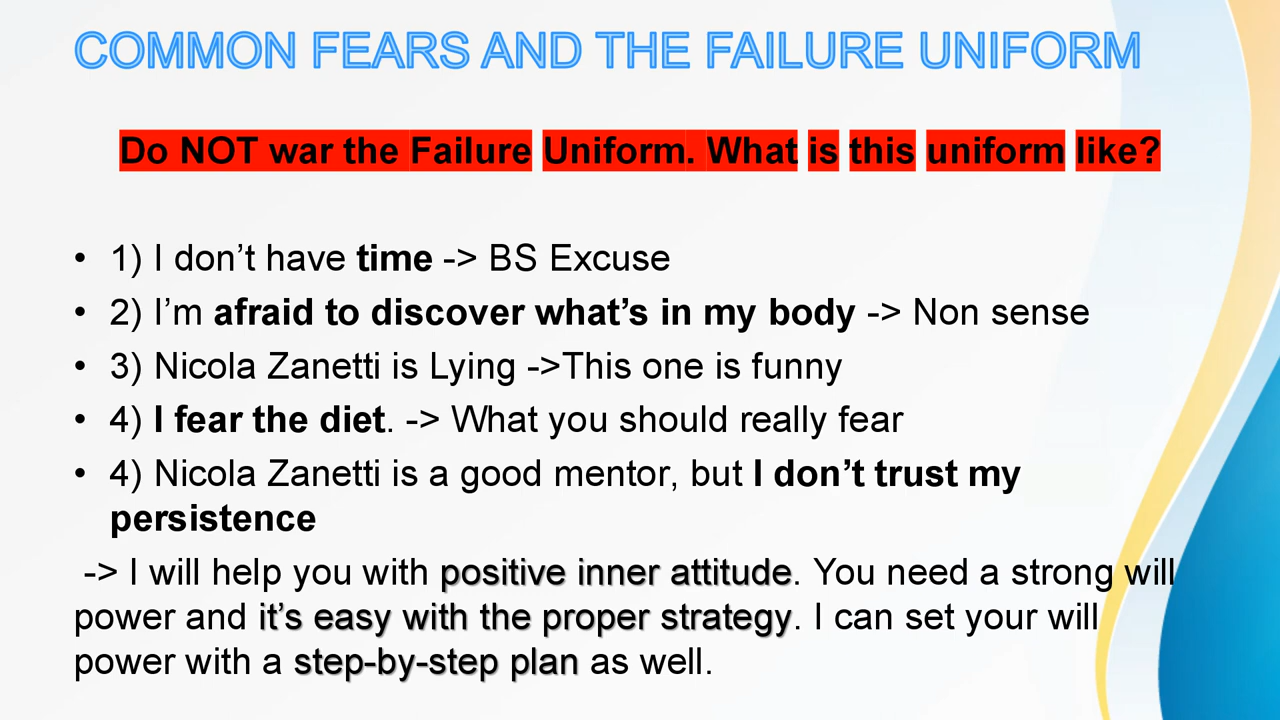 COMMON FEARS AND THE FAILURE UNIFORM
Do NOT war the Failure Uniform. What is this uniform like?
• 1) I don’t have time -> BS Excuse
• 2) I’m afraid to discover what’s in my body -> Non sense
• 3) Nicola Zanetti is Lying ->This one is funny
• 4) I fear the diet. -> What you should really fear
• 4) Nicola Zanetti is a good mentor, but I don’t trust my
persistence
-> I will help you with positive inner attitude. You need a strong will
power and it’s easy with the proper strategy. I can set your will
power with a step-by-step plan as well.